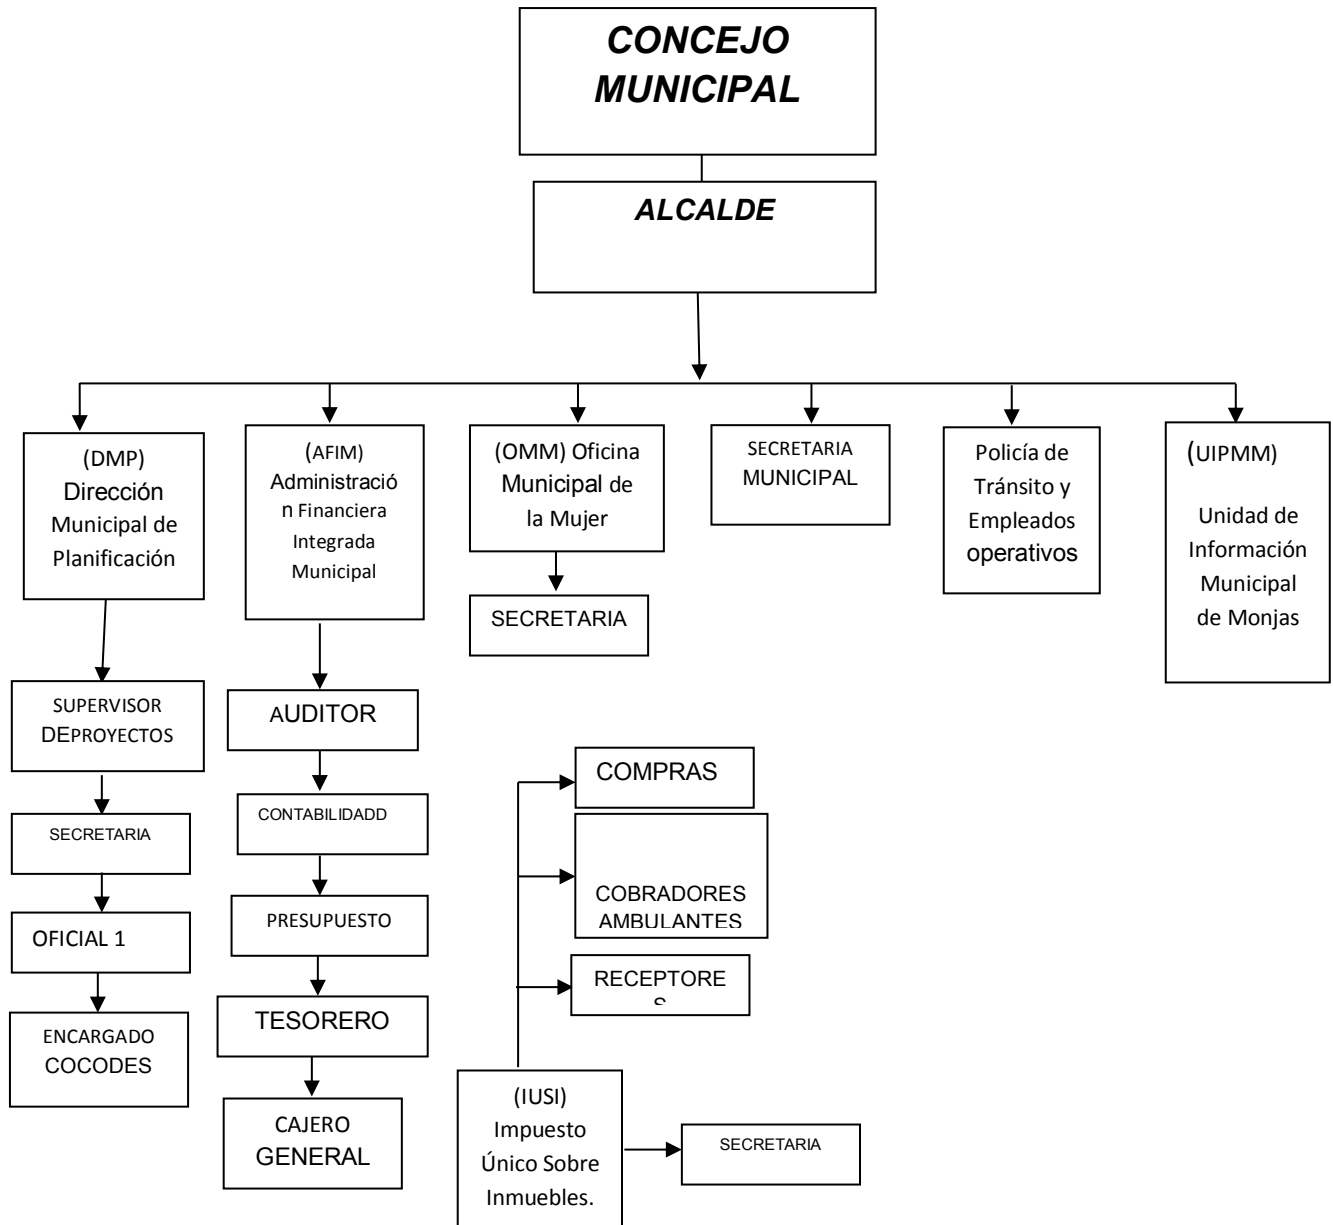 CONCEJO
MUNICIPAL
ALCALDE
(DMP)
Dirección
Municipal de
Planificación
(AFIM)
Administració
n Financiera
Integrada
Municipal
(OMM) Oficina
Municipal de
la Mujer
SECRETARIA
MUNICIPAL
Policía de
Tránsito y
Empleados
operativos
(UIPMM)
Unidad de
Información
Municipal
de Monjas
SECRETARIA
SUPERVISOR
DEPROYECTOS
SECRETARIA
OFICIAL 1
ENCARGADO
COCODES
AUDITOR
CONTABILIDADD
PRESUPUESTO
TESORERO
CAJERO
GENERAL
COMPRAS
COBRADORES
AMBULANTES
RECEPTORE
S
(IUSI)
Impuesto
Único Sobre
Inmuebles.
SECRETARIA